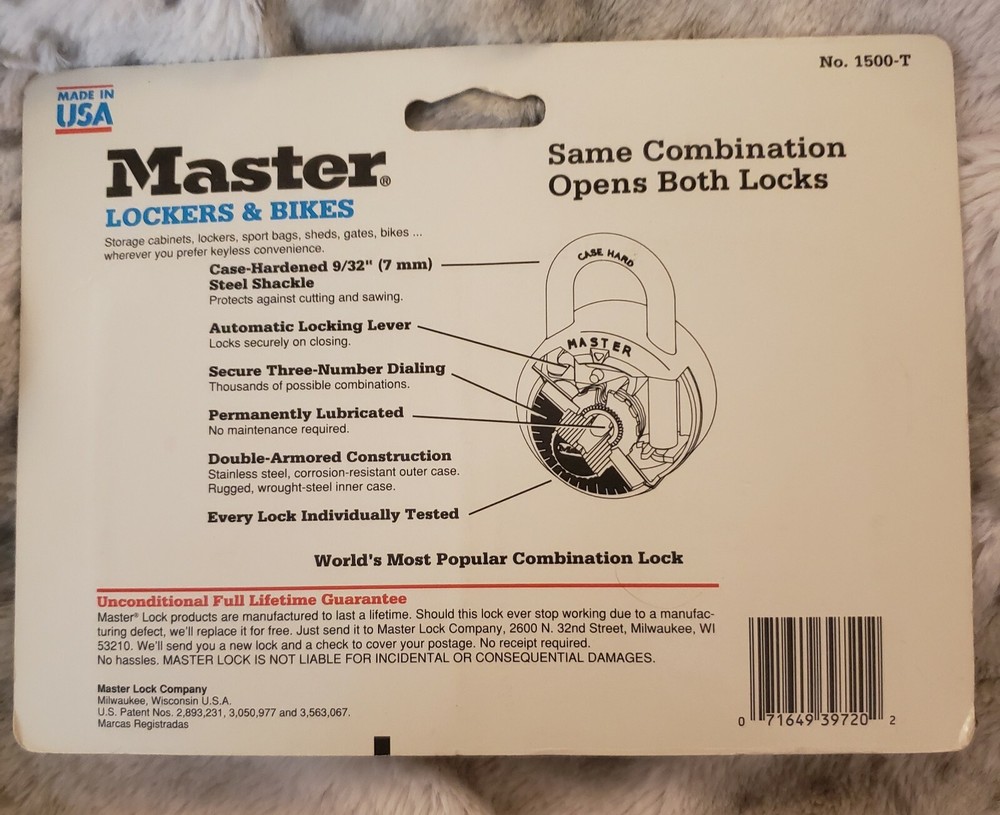 No. 1500-T
MADE IN
USA
Master®
LOCKERS & BIKES
Same Combination
Opens Both Locks
Storage cabinets, lockers, sport bags, sheds, gates, bikes ...
wherever you prefer keyless convenience.
Case-Hardened 9/32" (7 mm)
Steel Shackle
Protects against cutting and sawing.
Automatic Locking Lever
Locks securely on closing.
Secure Three-Number Dialing
Thousands of possible combinations.
Permanently Lubricated
No maintenance required.
Double-Armored Construction
Stainless steel, corrosion-resistant outer case.
Rugged, wrought-steel inner case.
Every Lock Individually Tested
CASE HARD
MASTER
World's Most Popular Combination Lock
Unconditional Full Lifetime Guarantee
Master® Lock products are manufactured to last a lifetime. Should this lock ever stop working due to a manufac-
turing defect, we'll replace it for free. Just send it to Master Lock Company, 2600 N. 32nd Street, Milwaukee, WI
53210. We'll send you a new lock and a check to cover your postage. No receipt required.
No hassles. MASTER LOCK IS NOT LIABLE FOR INCIDENTAL OR CONSEQUENTIAL DAMAGES.
Master Lock Company
Milwaukee, Wisconsin U.S.A.
U.S. Patent Nos. 2,893,231, 3,050,977 and 3,563,067.
Marcas Registradas
0 71649 39720 2